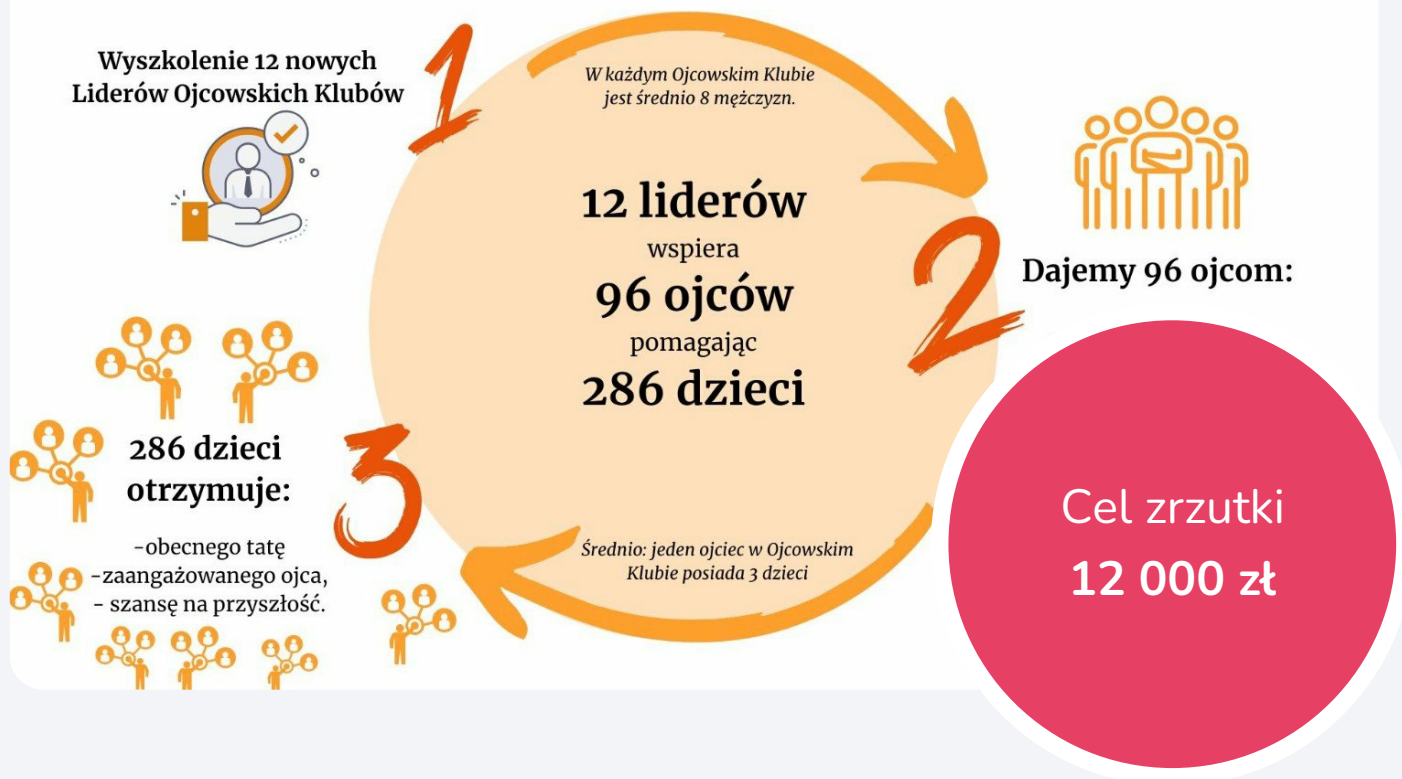 Wyszkolenie 12 nowych
Liderów Ojcowskich Klubów
1
W każdym Ojcowskim Klubie
jest średnio 8 mężczyzn.
12 liderów
wspiera
96 ojców
pomagając
286 dzieci
2
Dajemy 96 ojcom:
3
286 dzieci
otrzymuje:
-obecnego tatę
-zaangażowanego ojca,
- szansę na przyszłość.
Średnio: jeden ojciec w Ojcowskim
Klubie posiada 3 dzieci
Cel zrzutki
12 000 zł